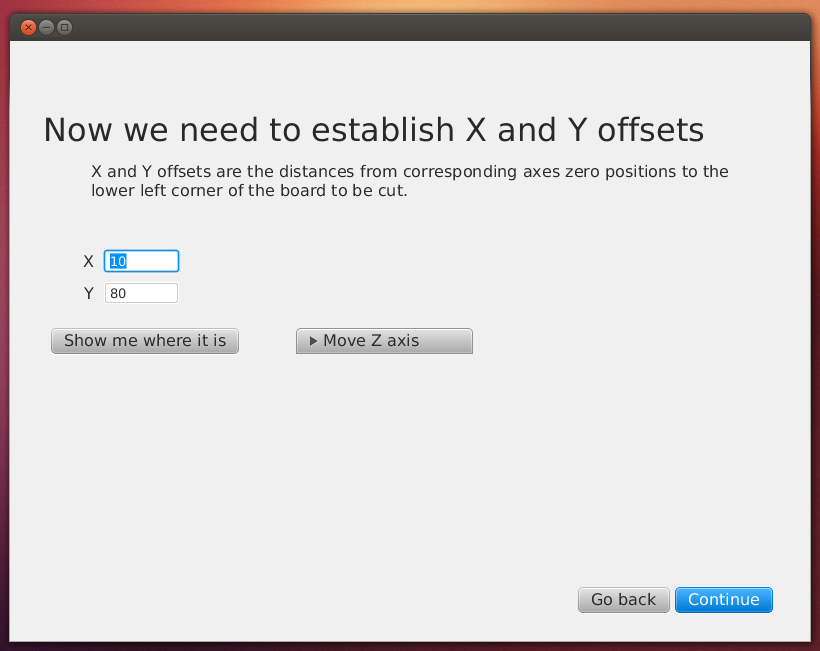 Now we need to establish X and Y offsets
X and Y offsets are the distances from corresponding axes zero positions to the
lower left corner of the board to be cut.
X 10
Y 80
Show me where it is
Move Z axis
Go back
Continue